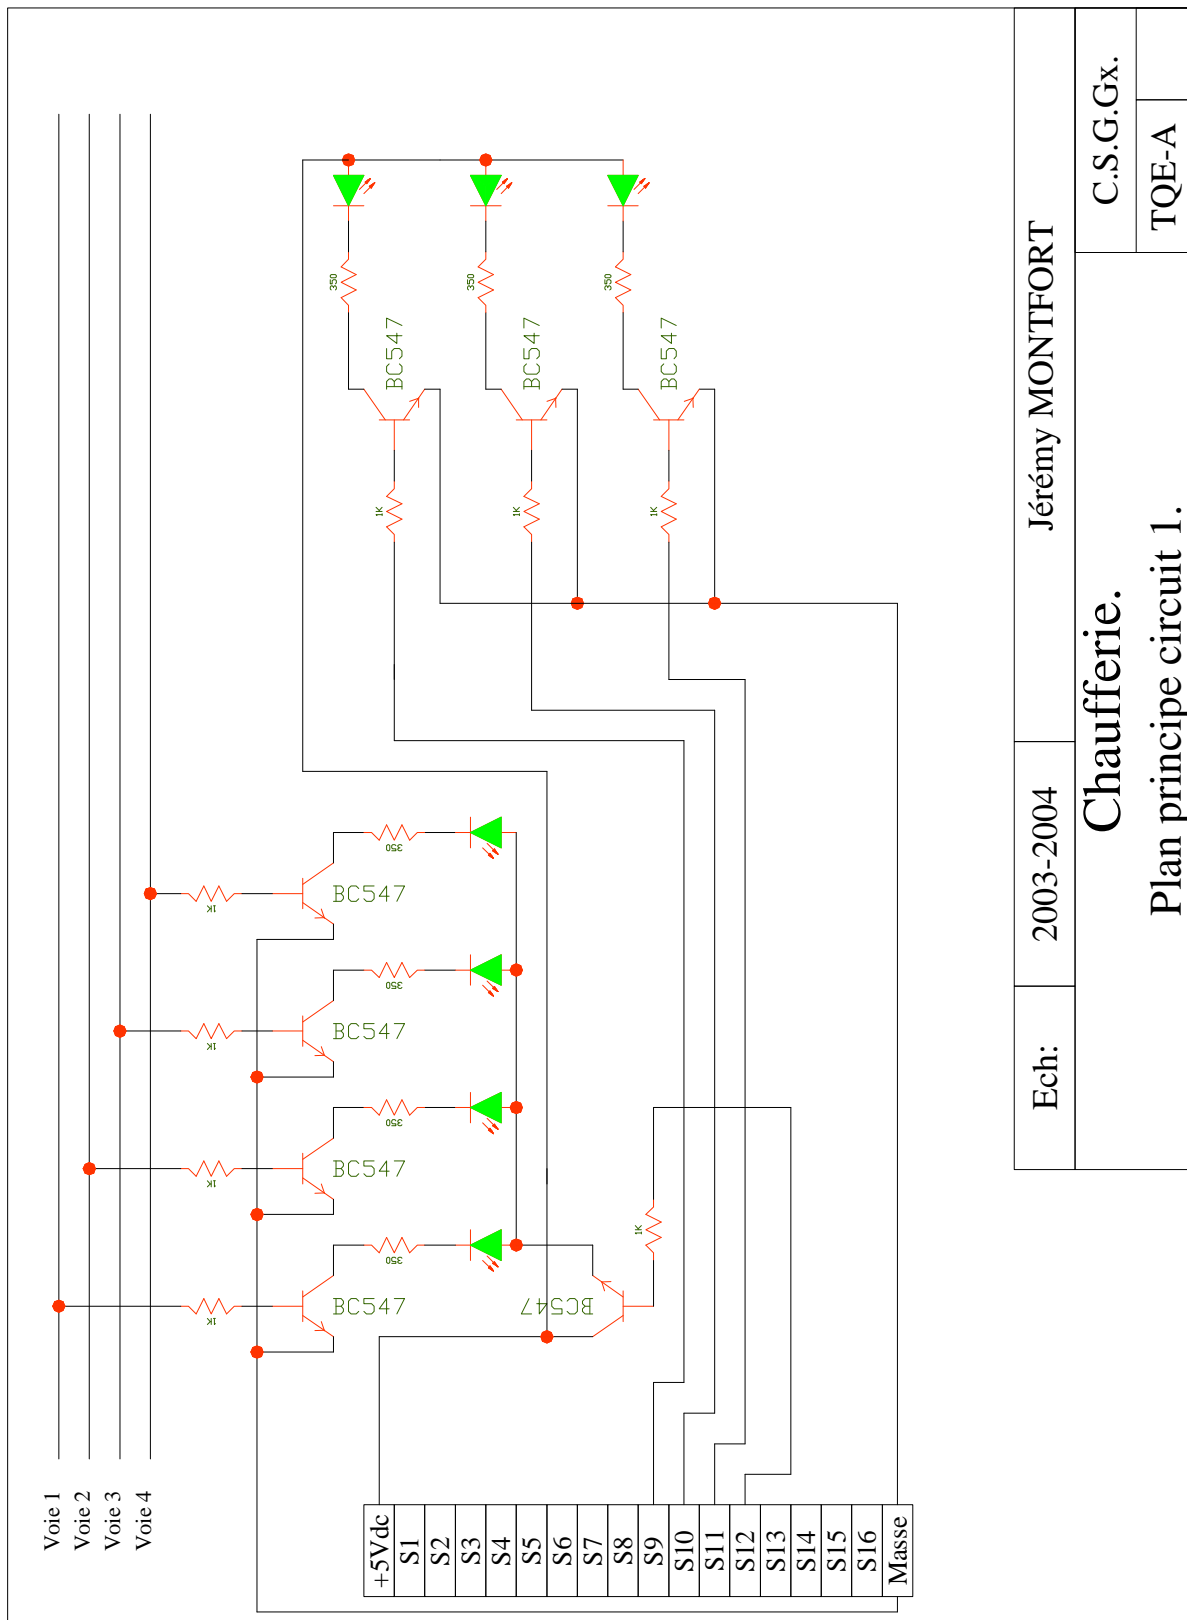 Voie 1
Voie 2
Voie 3
Voie 4
1K
BC547
350
1K
BC547
350
1K
BC547
350
1K
BC547
350
BC547
1K
1K
BC547
350
1K
BC547
350
1K
BC547
350
+5Vdc
S1
S2
S3
S4
S5
S6
S7
S8
S9
S10
S11
S12
S13
S14
S15
S16
Masse
Ech:
2003-2004
Jérémy MONTFORT
Chaufferie.
C.S.G.Gx.
Plan principe circuit 1.
TQE-A